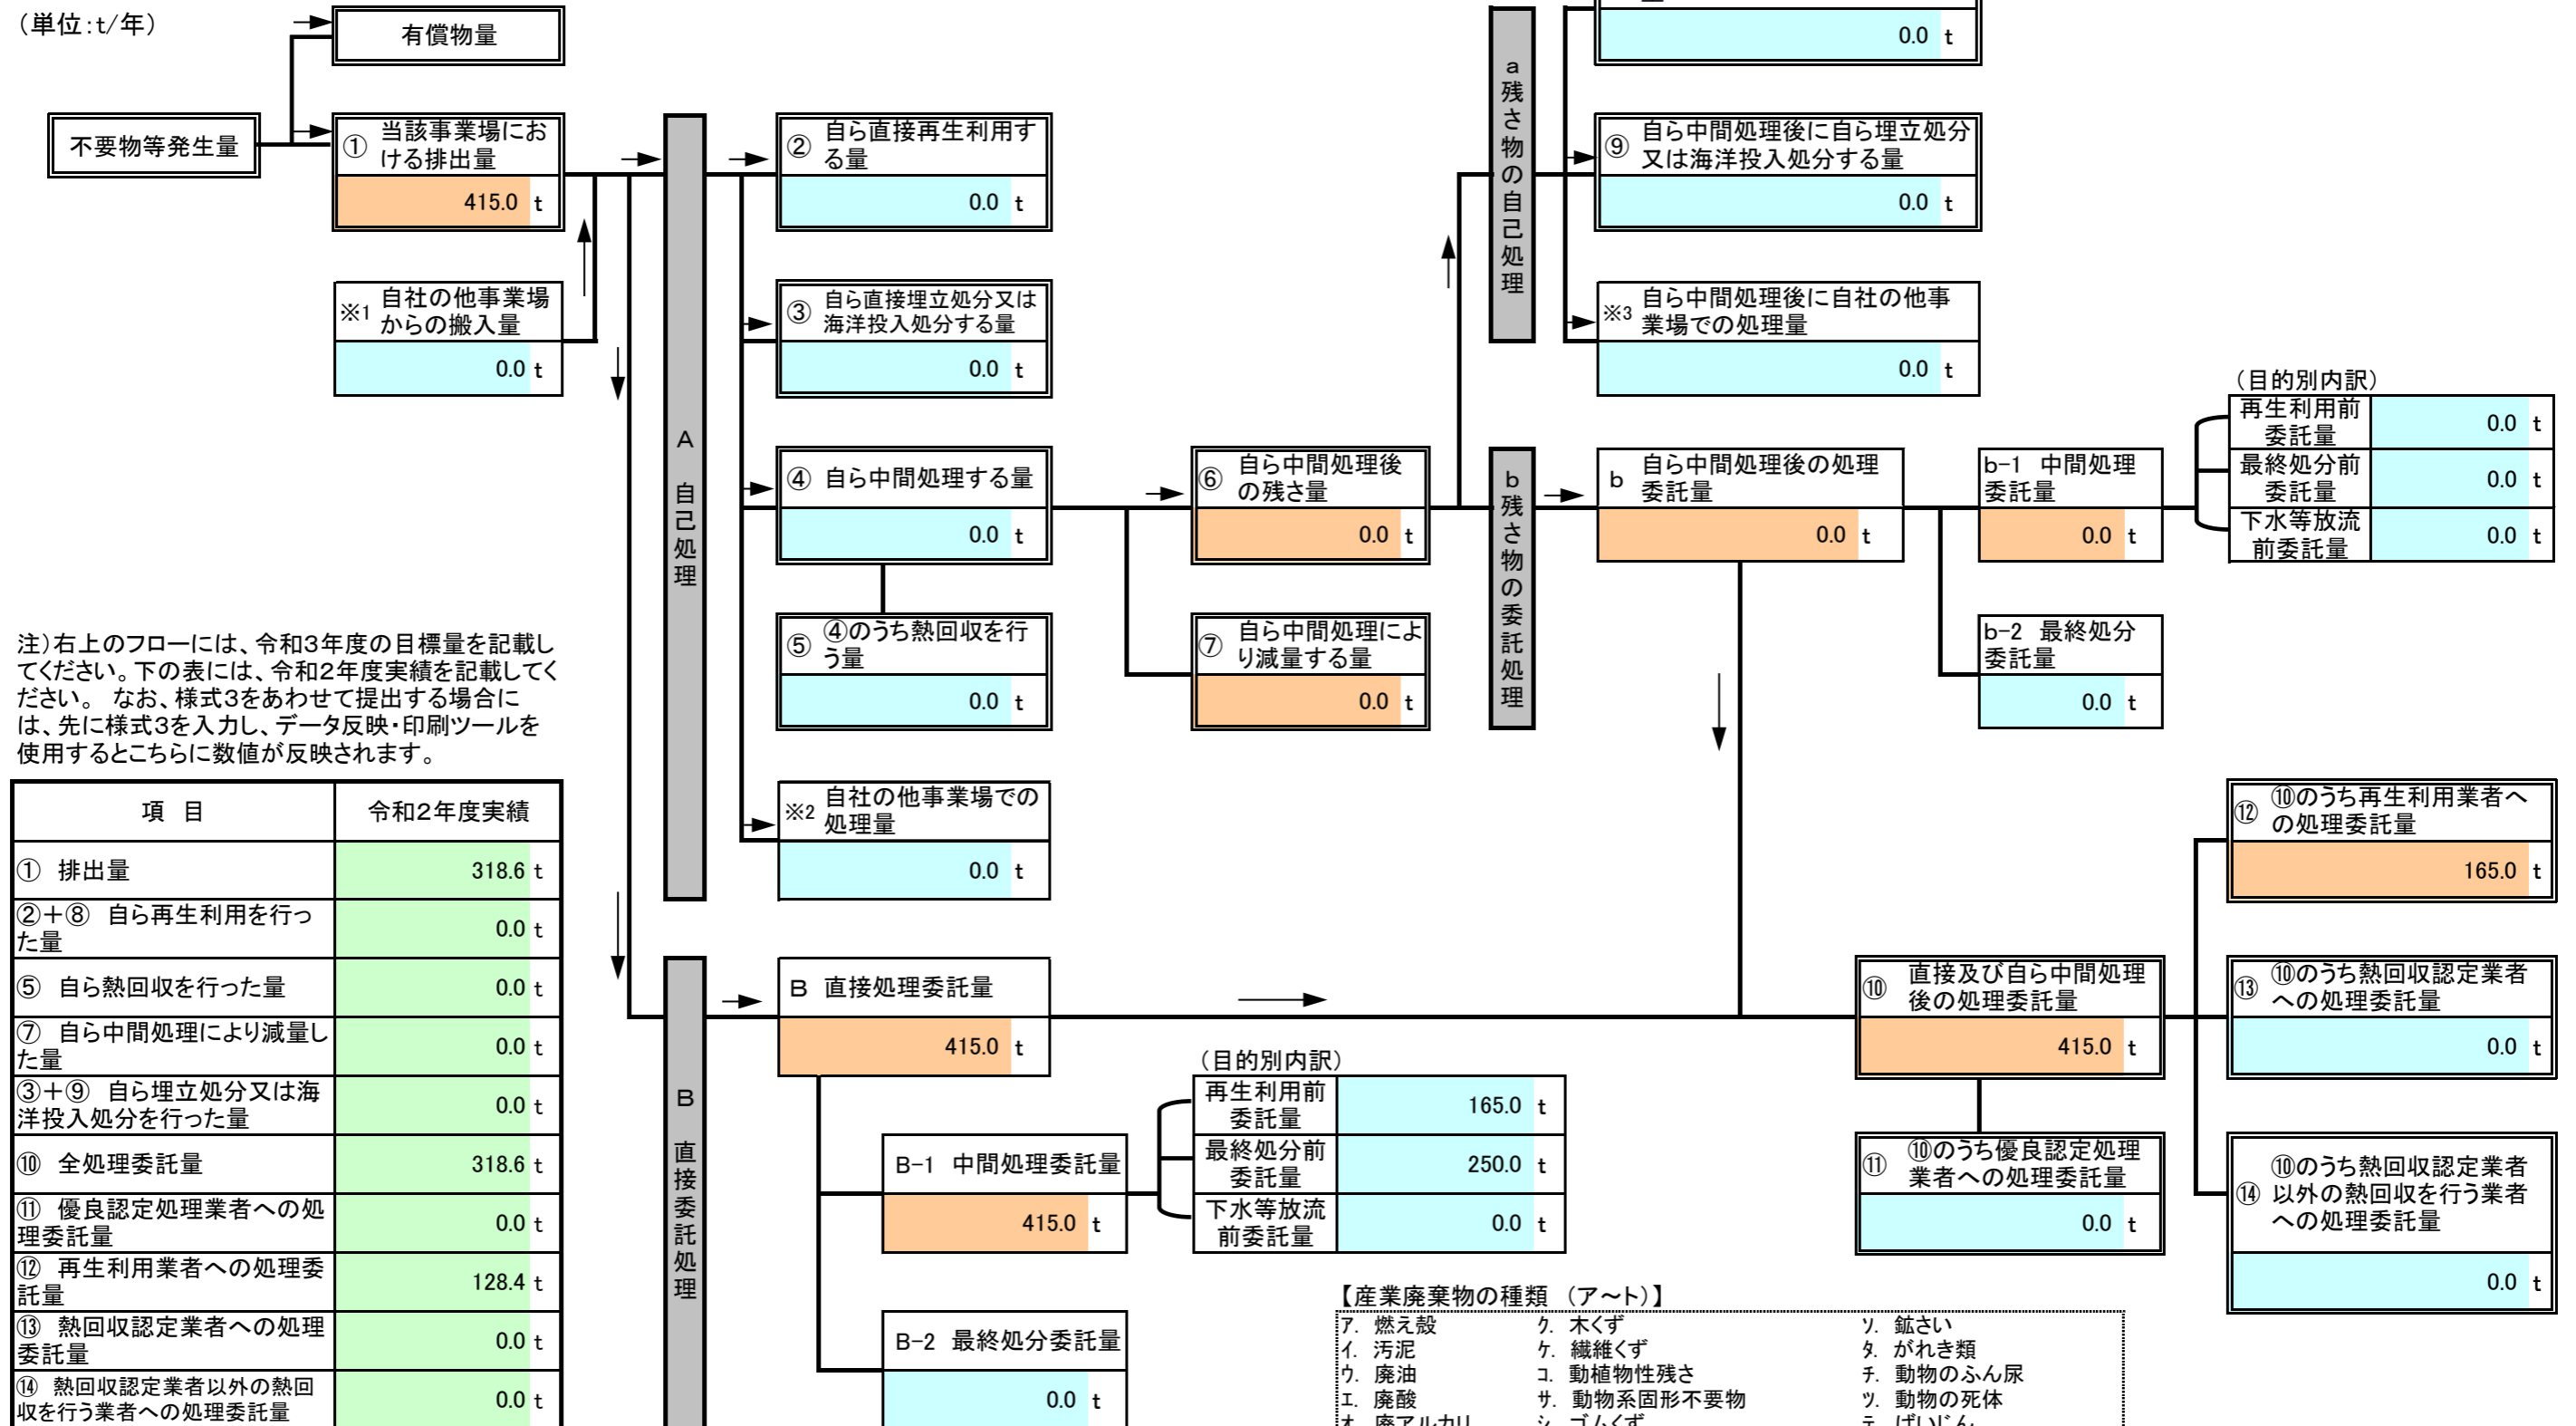 （単位：t/年）
有償物量
不要物等発生量
① 当該事業場にお
ける排出量
415.0 t
※1 自社の他事業場
からの搬入量
0.0 t
A 自己処理
② 自ら直接再生利用す
る量
0.0 t
③ 自ら直接埋立処分又は
海洋投入処分する量
0.0 t
④ 自ら中間処理する量
0.0 t
⑤ ④のうち熱回収を行
う量
0.0 t
※2 自社の他事業場での
処理量
0.0 t
⑥ 自ら中間処理後
の残さ量
0.0 t
⑦ 自ら中間処理によ
り減量する量
0.0 t
a残さ物の自己処理
0.0 t
⑨ 自ら中間処理後に自ら埋立処分
又は海洋投入処分する量
0.0 t
※3 自ら中間処理後に自社の他事
業場での処理量
0.0 t
b残さ物の委託処理
b 自ら中間処理後の処理
委託量
0.0 t
b-1 中間処理
委託量
0.0 t
（目的別内訳）
再生利用前
委託量 0.0 t
最終処分前
委託量 0.0 t
下水等放流
前委託量 0.0 t
b-2 最終処分
委託量
0.0 t
注）右上のフローには、令和３年度の目標量を記載し
てください。下の表には、令和２年度実績を記載してく
ださい。 なお、様式３をあわせて提出する場合に
は、先に様式３を入力し、データ反映・印刷ツールを
使用するとこちらに数値が反映されます。
項 目 令和２年度実績
① 排出量 318.6 t
②＋⑧ 自ら再生利用を行っ
た量 0.0 t
⑤ 自ら熱回収を行った量 0.0 t
⑦ 自ら中間処理により減量し
た量 0.0 t
③＋⑨ 自ら埋立処分又は海
洋投入処分を行った量 0.0 t
⑩ 全処理委託量 318.6 t
⑪ 優良認定処理業者への処
理委託量 0.0 t
⑫ 再生利用業者への処理委
託量 128.4 t
⑬ 熱回収認定業者への処理
委託量 0.0 t
⑭ 熱回収認定業者以外の熱回
収を行う業者への処理委託量 0.0 t
B 直接委託処理
B 直接処理委託量
415.0 t
B-1 中間処理委託量
415.0 t
（目的別内訳）
再生利用前
委託量 165.0 t
最終処分前
委託量 250.0 t
下水等放流
前委託量 0.0 t
B-2 最終処分委託量
0.0 t
⑩ 直接及び自ら中間処理
後の処理委託量
415.0 t
⑪ ⑩のうち優良認定処理
業者への処理委託量
0.0 t
⑫ ⑩のうち再生利用業者へ
の処理委託量
165.0 t
⑬ ⑩のうち熱回収認定業者
への処理委託量
0.0 t
⑭ ⑩のうち熱回収認定業者
以外の熱回収を行う業者
への処理委託量
0.0 t
【産業廃棄物の種類 （ア～ト）】
ア. 燃え殻 ク. 木くず ソ. 鉱さい
イ. 汚泥 ケ. 繊維くず タ. がれき類
ウ. 廃油 コ. 動植物性残さ チ. 動物のふん尿
エ. 廃酸 サ. 動物系固形不要物 ツ. 動物の死体
オ. 廃アルカリ シ. ゴムくず テ. ばいじん